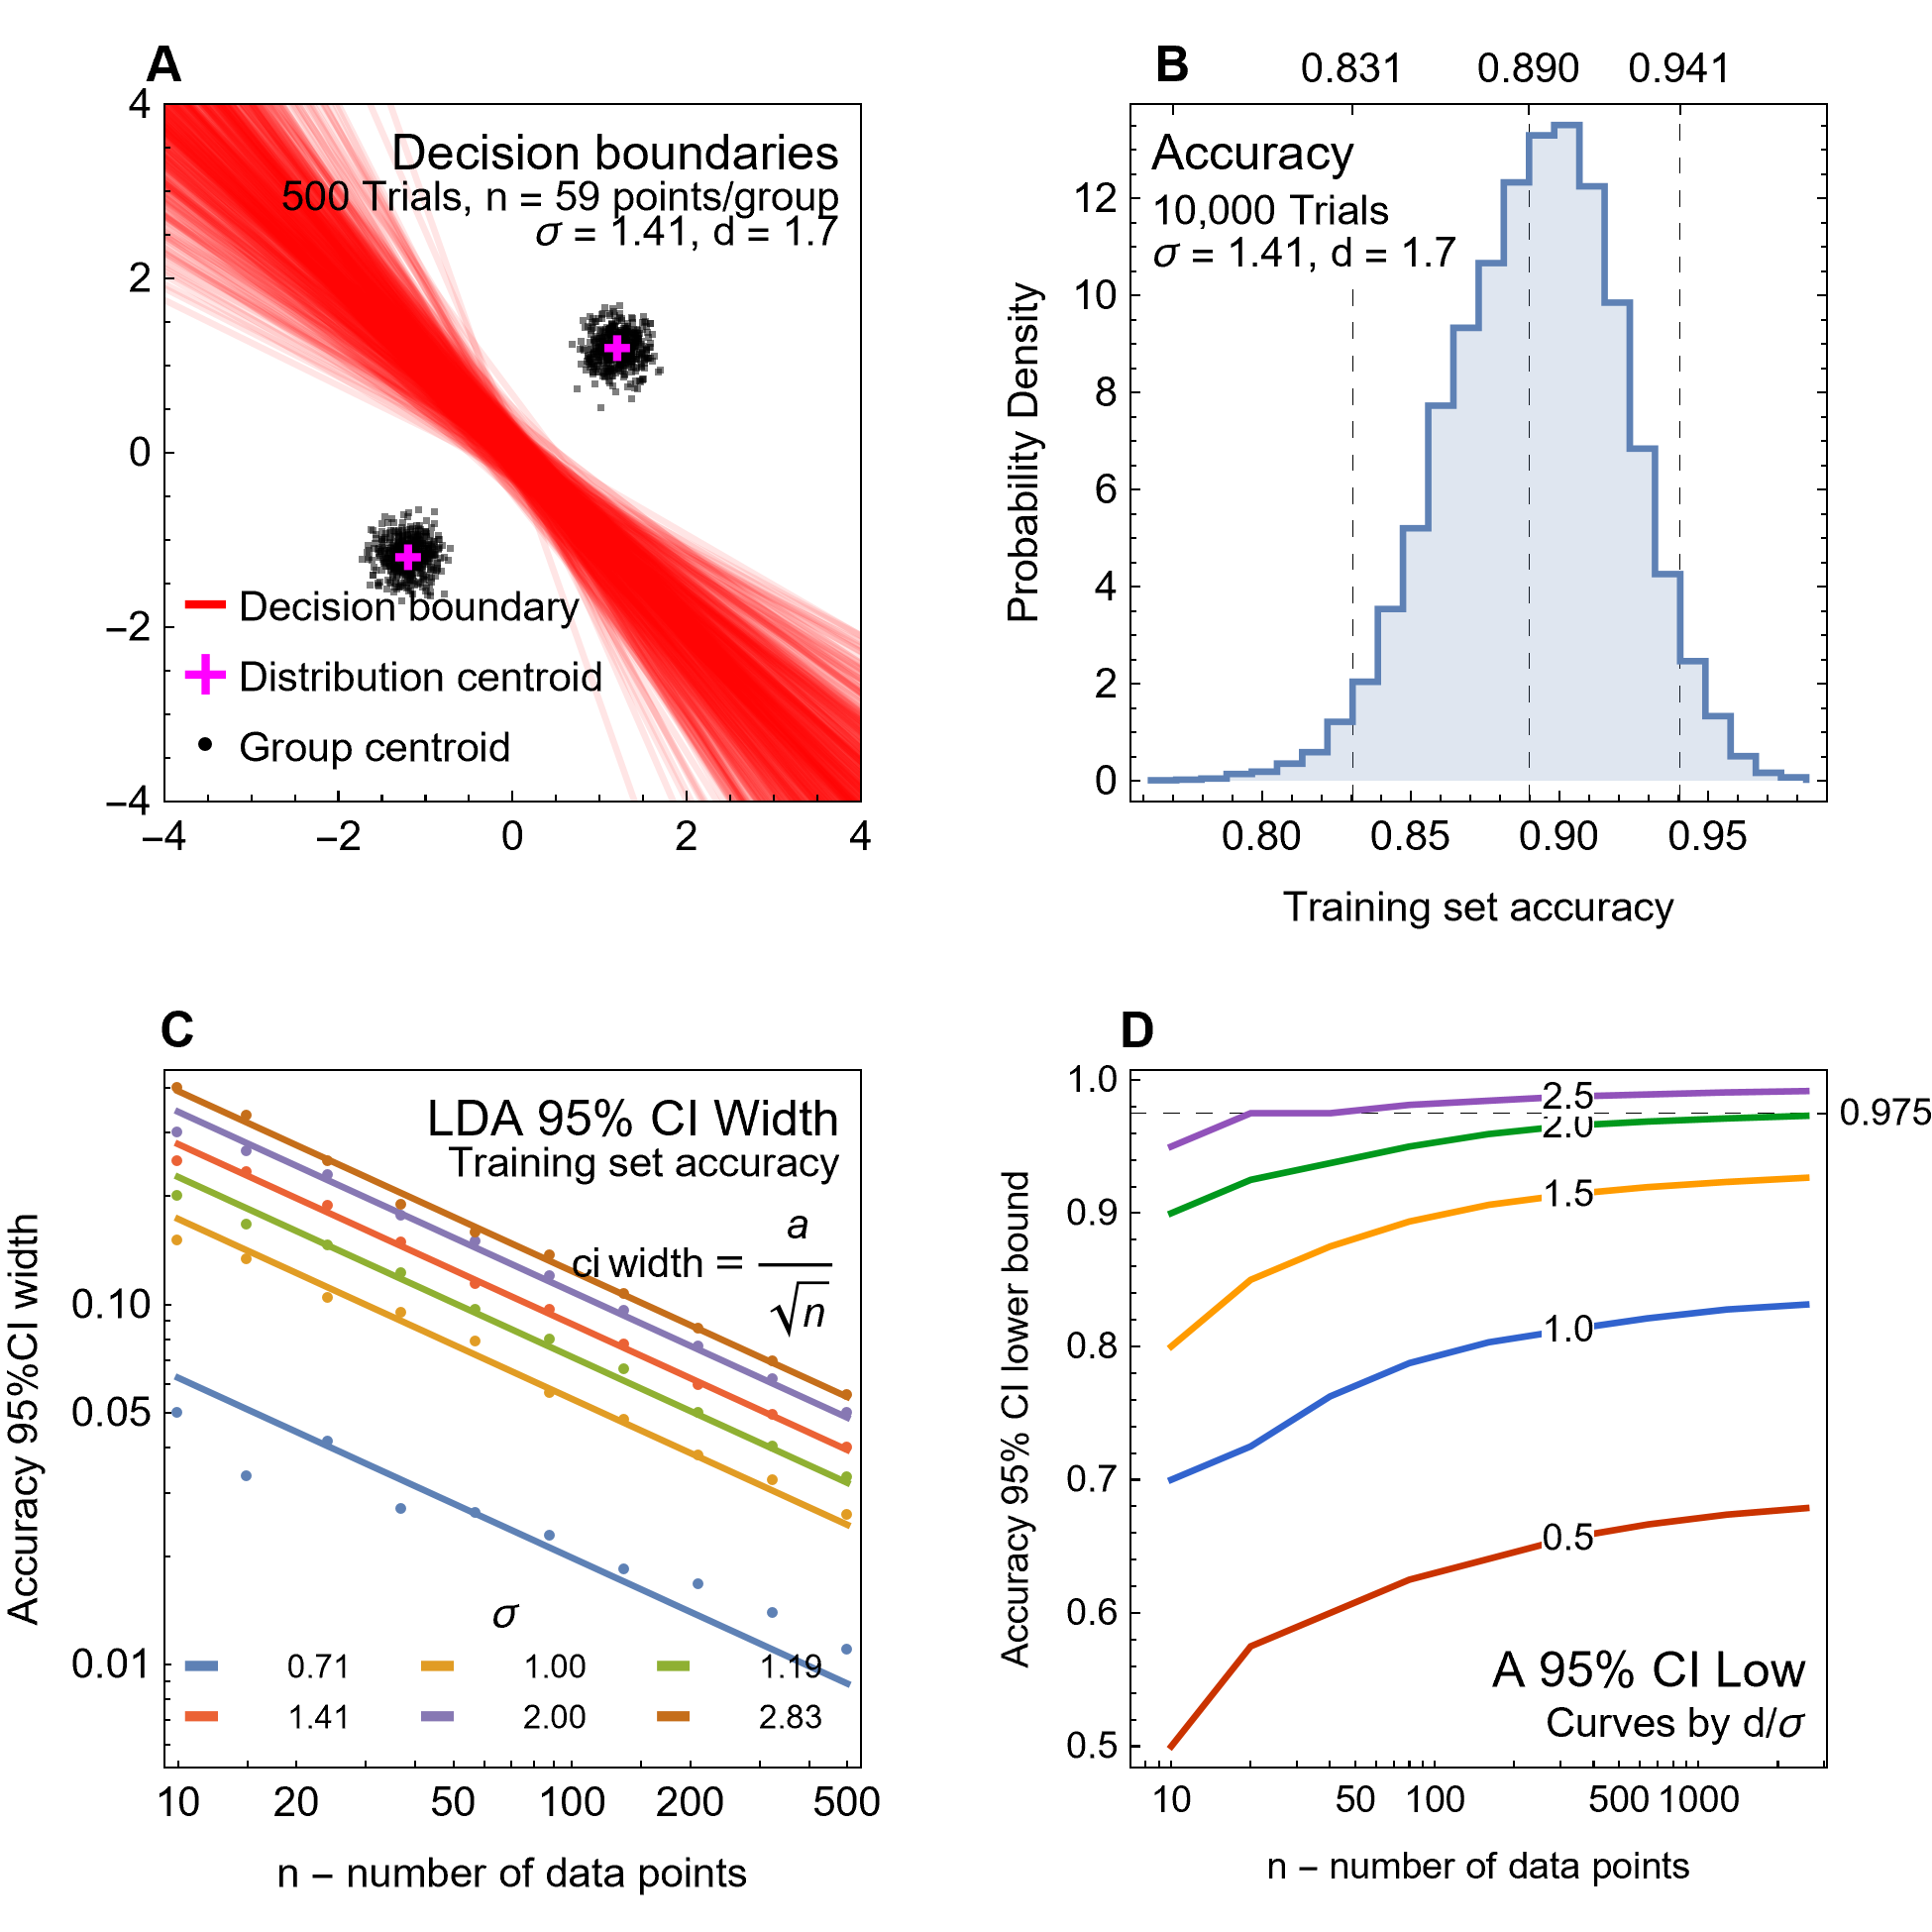 A
4
2
0
−2
−4
−4
−2
0
2
4
Decision boundaries
500 Trials, n = 59 points/group
σ = 1.41, d = 1.7
Decision boundary
Distribution centroid
Group centroid
B
0.831
0.890
0.941
Accuracy
10,000 Trials
σ = 1.41, d = 1.7
Probability Density
12
10
8
6
4
2
0
0.80
0.85
0.90
0.95
Training set accuracy
C
LDA 95% CI Width
Training set accuracy
ci width = a / √n
Accuracy 95%CI width
0.10
0.05
0.01
σ
0.71
1.00
1.19
1.41
2.00
2.83
10
20
50
100
200
500
n − number of data points
D
1.0
0.9
0.8
0.7
0.6
0.5
Accuracy 95% CI lower bound
2.5
0.975
2.0
1.5
1.0
0.5
A 95% CI Low
Curves by d/σ
10
50
100
500
1000
n − number of data points